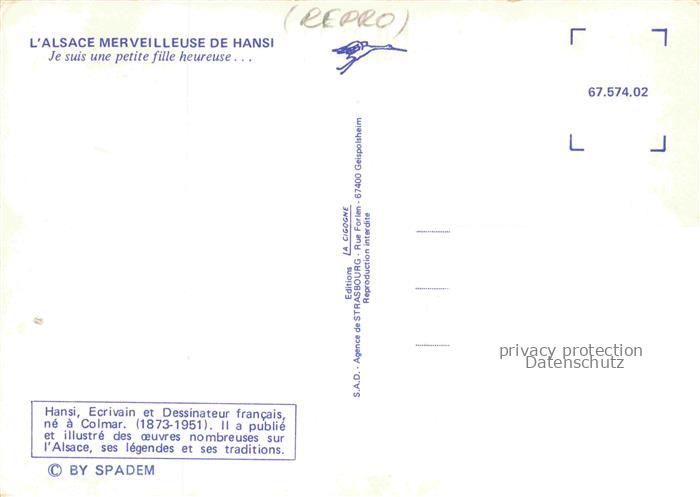 (REPRO)
L'ALSACE MERVEILLEUSE DE HANSI
Je suis une petite fille heureuse . . .
67.574.02
Editions LA CIGOGNE
S.A.D. - Agence de STRASBOURG - Rue Forlen - 67400 Geispolsheim
Reproduction interdite
privacy protection
Datenschutz
Hansi, Ecrivain et Dessinateur français,
né à Colmar. (1873-1951). Il a publié
et illustré des œuvres nombreuses sur
l'Alsace, ses légendes et ses traditions.
© BY SPADEM